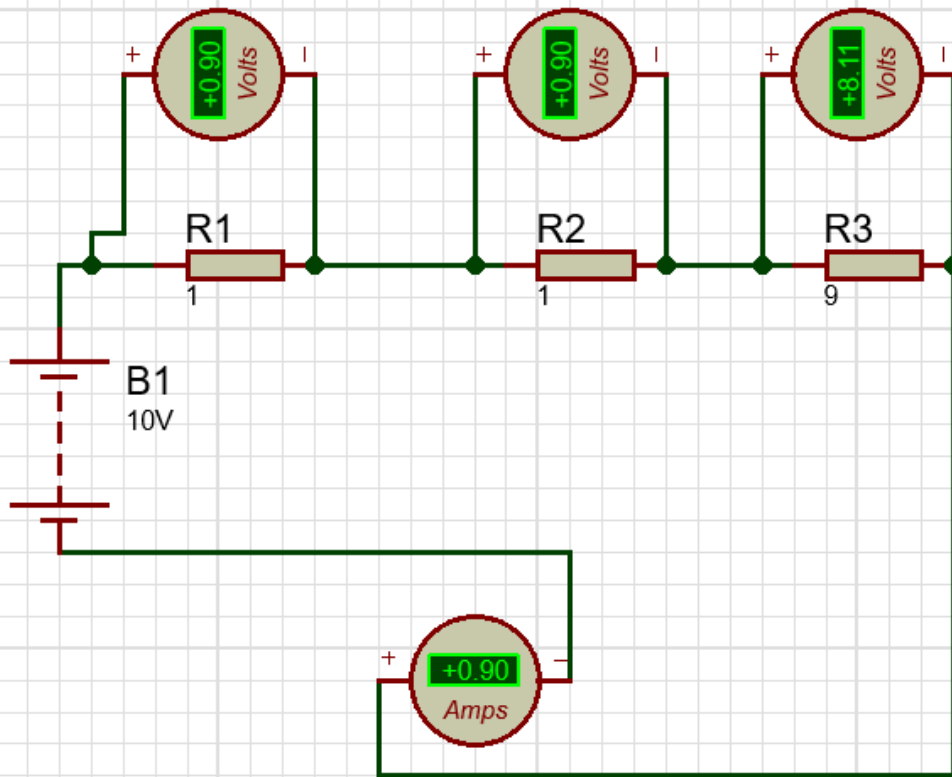 + +0.90 Volts −
+ +0.90 Volts −
+ +8.11 Volts −
R1
1
R2
1
R3
9
B1
10V
+ +0.90 −
Amps